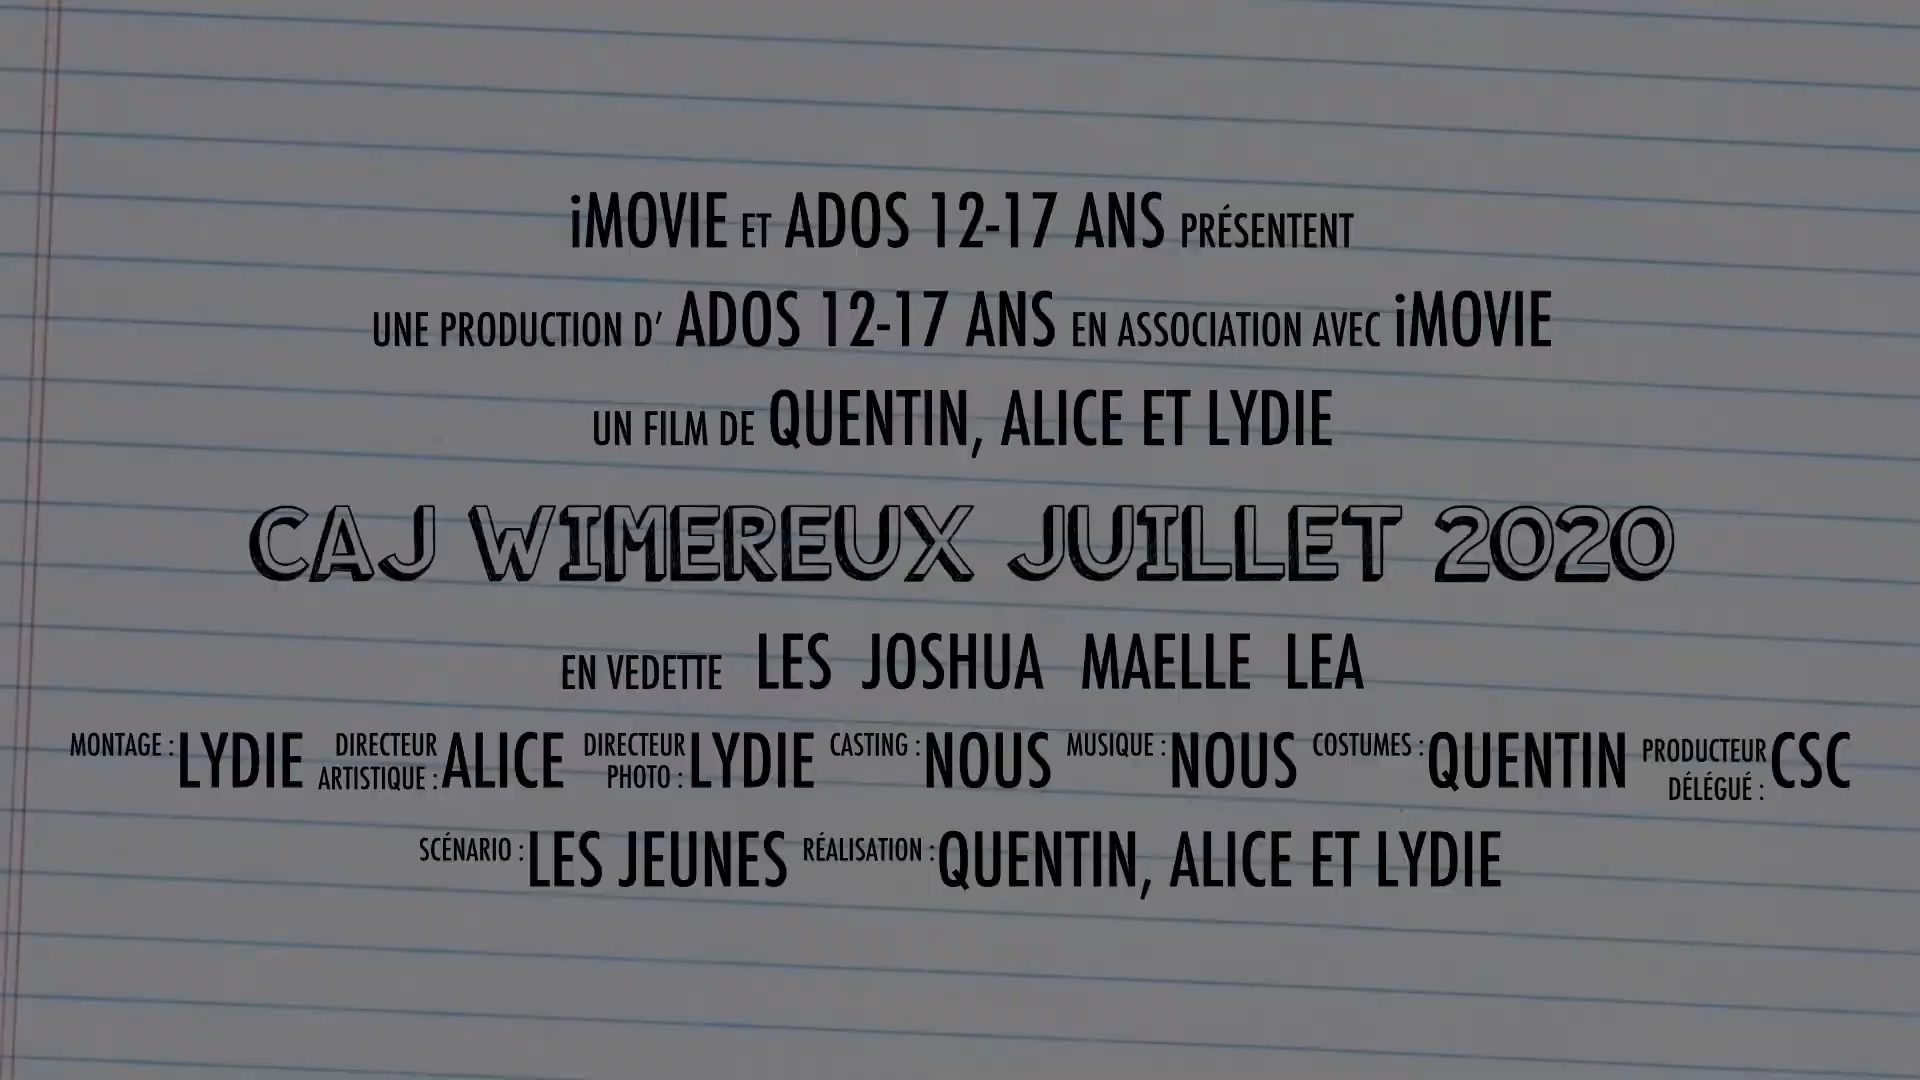 iMOVIE ET ADOS 12-17 ANS PRÉSENTENT
UNE PRODUCTION D’ ADOS 12-17 ANS EN ASSOCIATION AVEC iMOVIE
UN FILM DE QUENTIN, ALICE ET LYDIE
CAJ WIMEREUX JUILLET 2020
EN VEDETTE LES JOSHUA MAELLE LEA
MONTAGE : LYDIE DIRECTEUR ARTISTIQUE : ALICE DIRECTEUR PHOTO : LYDIE CASTING : NOUS MUSIQUE : NOUS COSTUMES : QUENTIN PRODUCTEUR DÉLÉGUÉ : CSC
SCÉNARIO : LES JEUNES RÉALISATION : QUENTIN, ALICE ET LYDIE